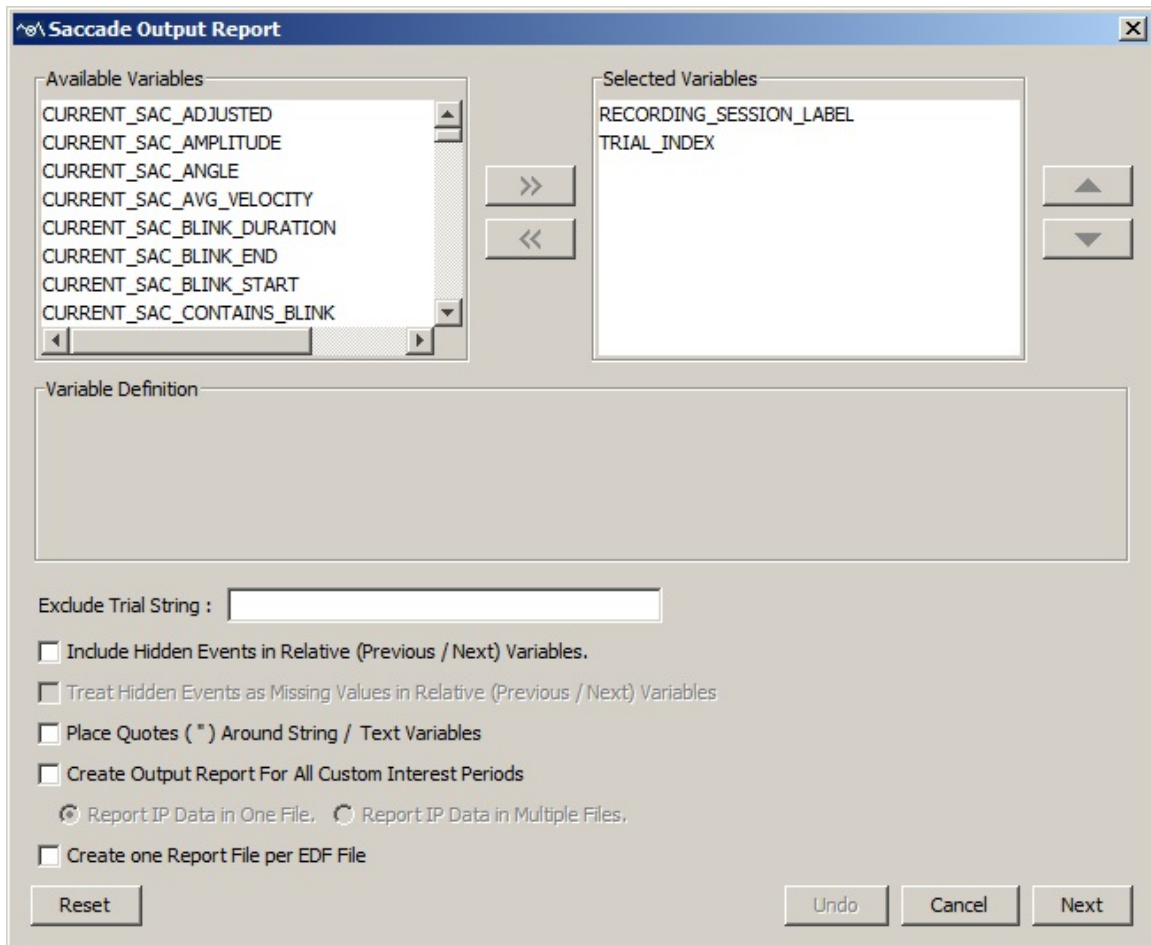 Saccade Output Report
Available Variables
CURRENT_SAC_ADJUSTED
CURRENT_SAC_AMPLITUDE
CURRENT_SAC_ANGLE
CURRENT_SAC_AVG_VELOCITY
CURRENT_SAC_BLINK_DURATION
CURRENT_SAC_BLINK_END
CURRENT_SAC_BLINK_START
CURRENT_SAC_CONTAINS_BLINK
>>
<<
Selected Variables
RECORDING_SESSION_LABEL
TRIAL_INDEX
Variable Definition
Exclude Trial String :
Include Hidden Events in Relative (Previous / Next) Variables.
Treat Hidden Events as Missing Values in Relative (Previous / Next) Variables
Place Quotes ( " ) Around String / Text Variables
Create Output Report For All Custom Interest Periods
Report IP Data in One File. Report IP Data in Multiple Files.
Create one Report File per EDF File
Reset Undo Cancel Next